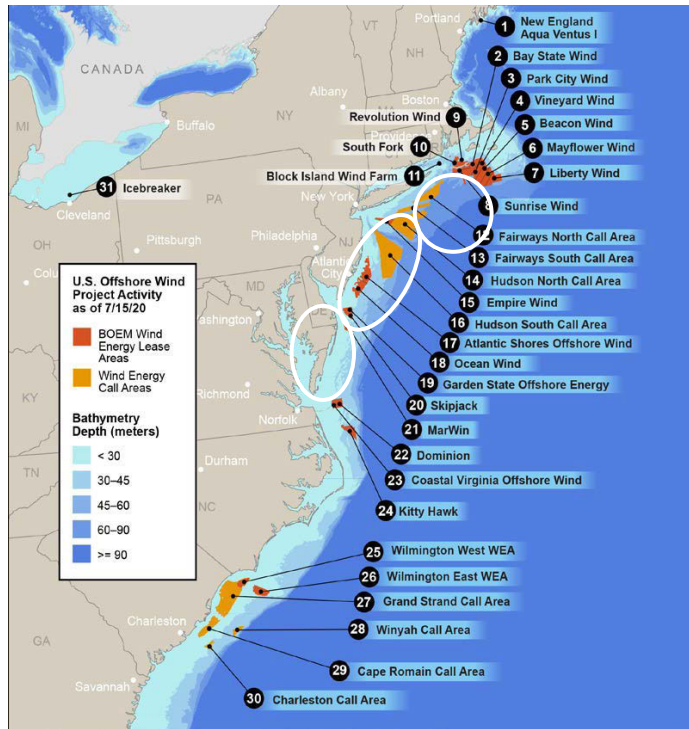 Portland
1 New England
Aqua Ventus I
VT
NH
2 Bay State Wind
CANADA
3 Park City Wind
Albany
Boston
4 Vineyard Wind
Revolution Wind 9
5 Beacon Wind
Buffalo
NY
6 Mayflower Wind
South Fork 10
MI
7 Liberty Wind
Block Island Wind Farm 11
31 Icebreaker
Cleveland
PA
New York
8 Sunrise Wind
12 Fairways North Call Area
OH
Pittsburgh
Philadelphia
NJ
13 Fairways South Call Area
Atlantic
City
14 Hudson North Call Area
MD
15 Empire Wind
DE
16 Hudson South Call Area
17 Atlantic Shores Offshore Wind
18 Ocean Wind
19 Garden State Offshore Energy
20 Skipjack
21 MarWin
22 Dominion
23 Coastal Virginia Offshore Wind
24 Kitty Hawk
Richmond
Norfolk
KY
TN
Durham
NC
U.S. Offshore Wind
Project Activity
as of 7/15/20
BOEM Wind
Energy Lease
Areas
Wind Energy
Call Areas
Bathymetry
Depth (meters)
< 30
30–45
45–60
60–90
>= 90
25 Wilmington West WEA
26 Wilmington East WEA
27 Grand Strand Call Area
Charleston
28 Winyah Call Area
GA
29 Cape Romain Call Area
Savannah
30 Charleston Call Area